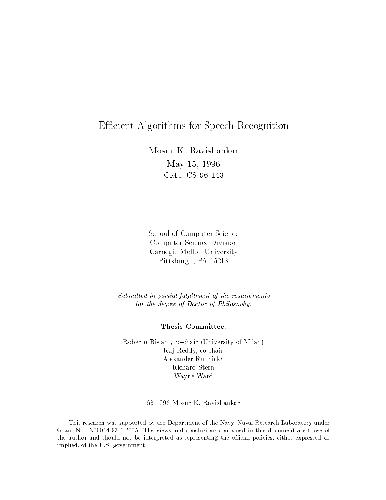 Efficient Algorithms for Speech Recognition
Mosur K. Ravishankar
May 15, 1996
CMU-CS-96-143
School of Computer Science
Computer Science Division
Carnegie Mellon University
Pittsburgh, PA 15213
Submitted in partial fulfillment of the requirements
for the degree of Doctor of Philosophy.
Thesis Committee:
Roberto Bisiani, co-chair (University of Milan)
Raj Reddy, co-chair
Alexander Rudnicky
Richard Stern
Wayne Ward
1996 Mosur K. Ravishankar
This research was supported by the Department of the Navy, Naval Research Laboratory under
Grant No. The views and conclusions contained in this document are those of
the author and should not be interpreted as representing the official policies, either expressed or
implied, of the U.S. government.